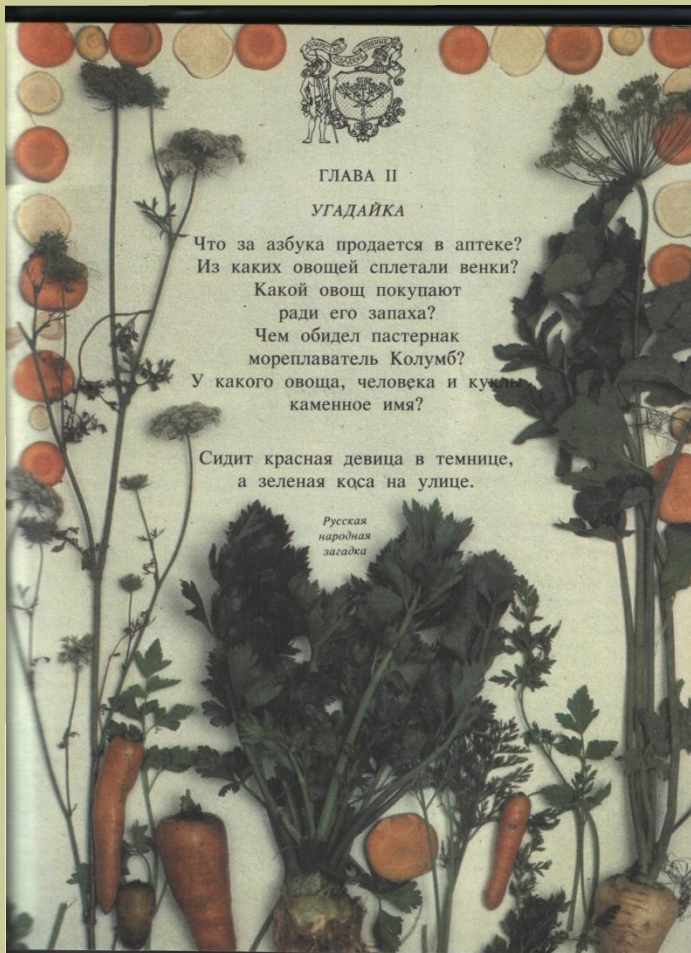 ГЛАВА II
УГАДАЙКА
Что за азбука продается в аптеке?
Из каких овощей сплетали венки?
Какой овощ покупают
ради его запаха?
Чем обидел пастернак
мореплаватель Колумб?
У какого овоща, человека и куклы
каменное имя?
Сидит красная девица в темнице,
а зеленая коса на улице.
Русская
народная
загадка